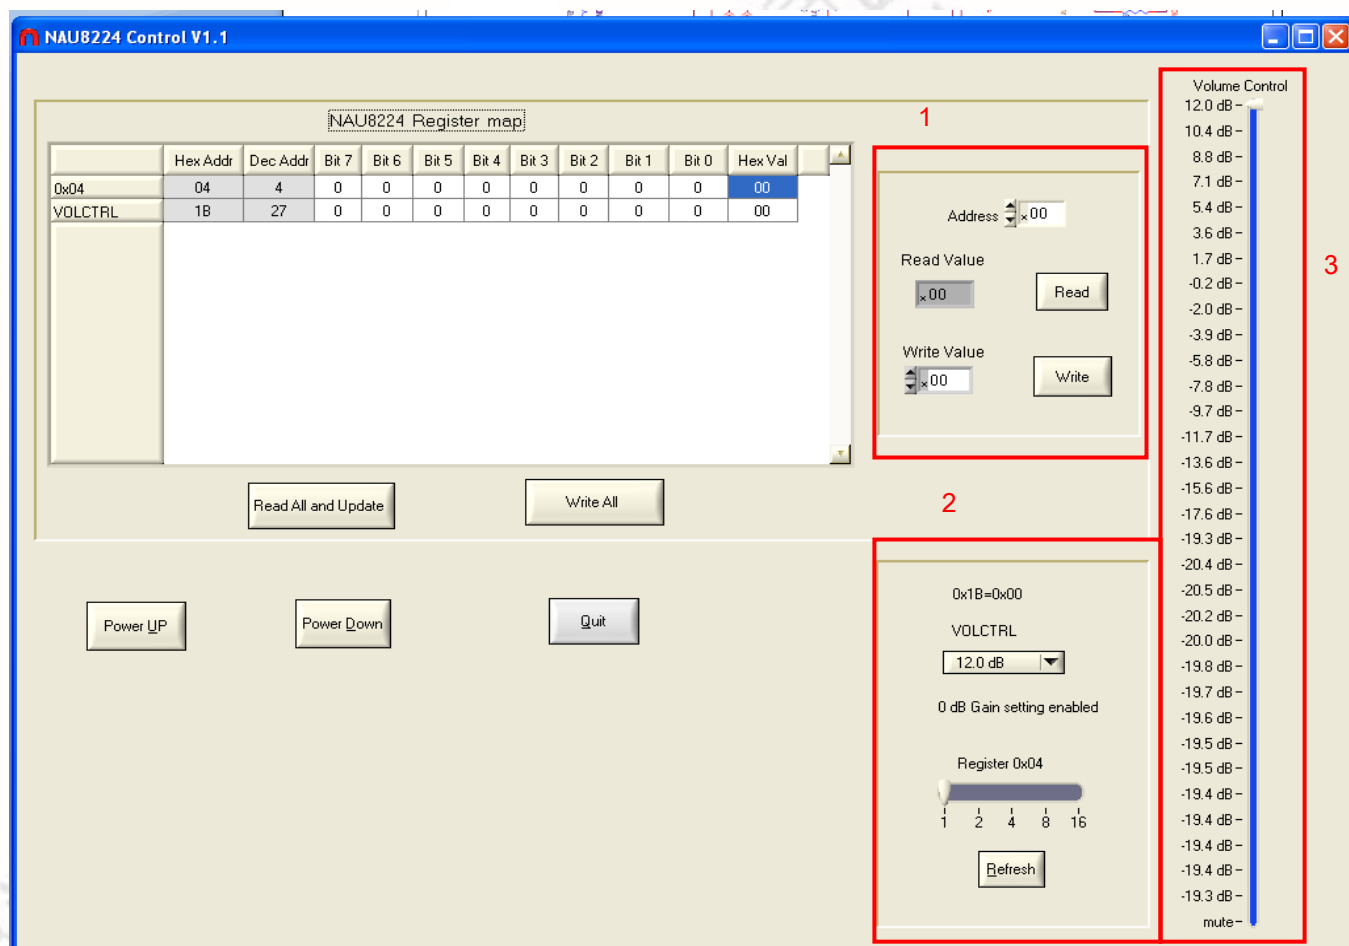 NAU8224 Control V1.1
NAU8224 Register map
Hex Addr Dec Addr Bit 7 Bit 6 Bit 5 Bit 4 Bit 3 Bit 2 Bit 1 Bit 0 Hex Val
0x04 04 4 0 0 0 0 0 0 0 0 00
VOLCTRL 1B 27 0 0 0 0 0 0 0 0 00
Read All and Update
Write All
Power UP
Power Down
Quit
1
Address x00
Read Value
x00
Read
Write Value
x00
Write
2
0x1B=0x00
VOLCTRL
12.0 dB
0 dB Gain setting enabled
Register 0x04
1 2 4 8 16
Refresh
Volume Control
12.0 dB
10.4 dB
8.8 dB
7.1 dB
5.4 dB
3.6 dB
1.7 dB
-0.2 dB
-2.0 dB
-3.9 dB
-5.8 dB
-7.8 dB
-9.7 dB
-11.7 dB
-13.6 dB
-15.6 dB
-17.6 dB
-19.3 dB
-20.4 dB
-20.5 dB
-20.2 dB
-20.0 dB
-19.8 dB
-19.7 dB
-19.6 dB
-19.5 dB
-19.5 dB
-19.4 dB
-19.4 dB
-19.4 dB
-19.4 dB
-19.3 dB
mute
3